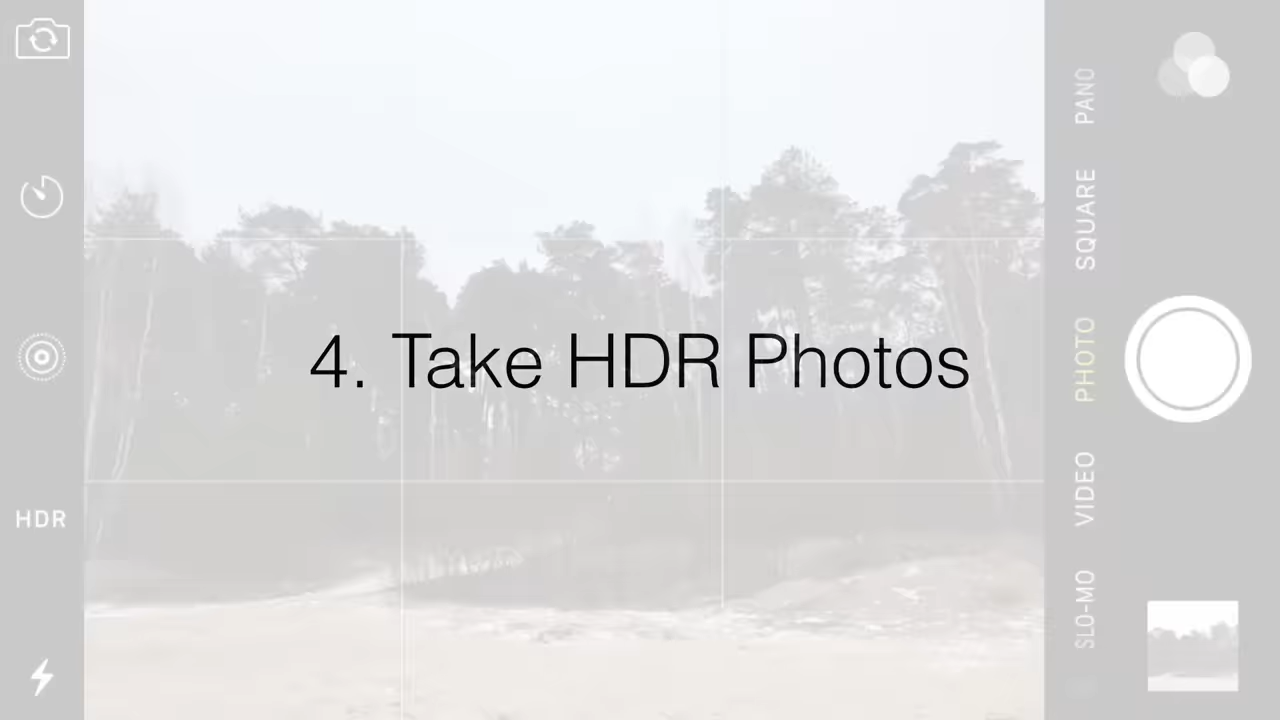 4. Take HDR Photos
HDR
PANO
SQUARE
PHOTO
VIDEO
SLO-MO